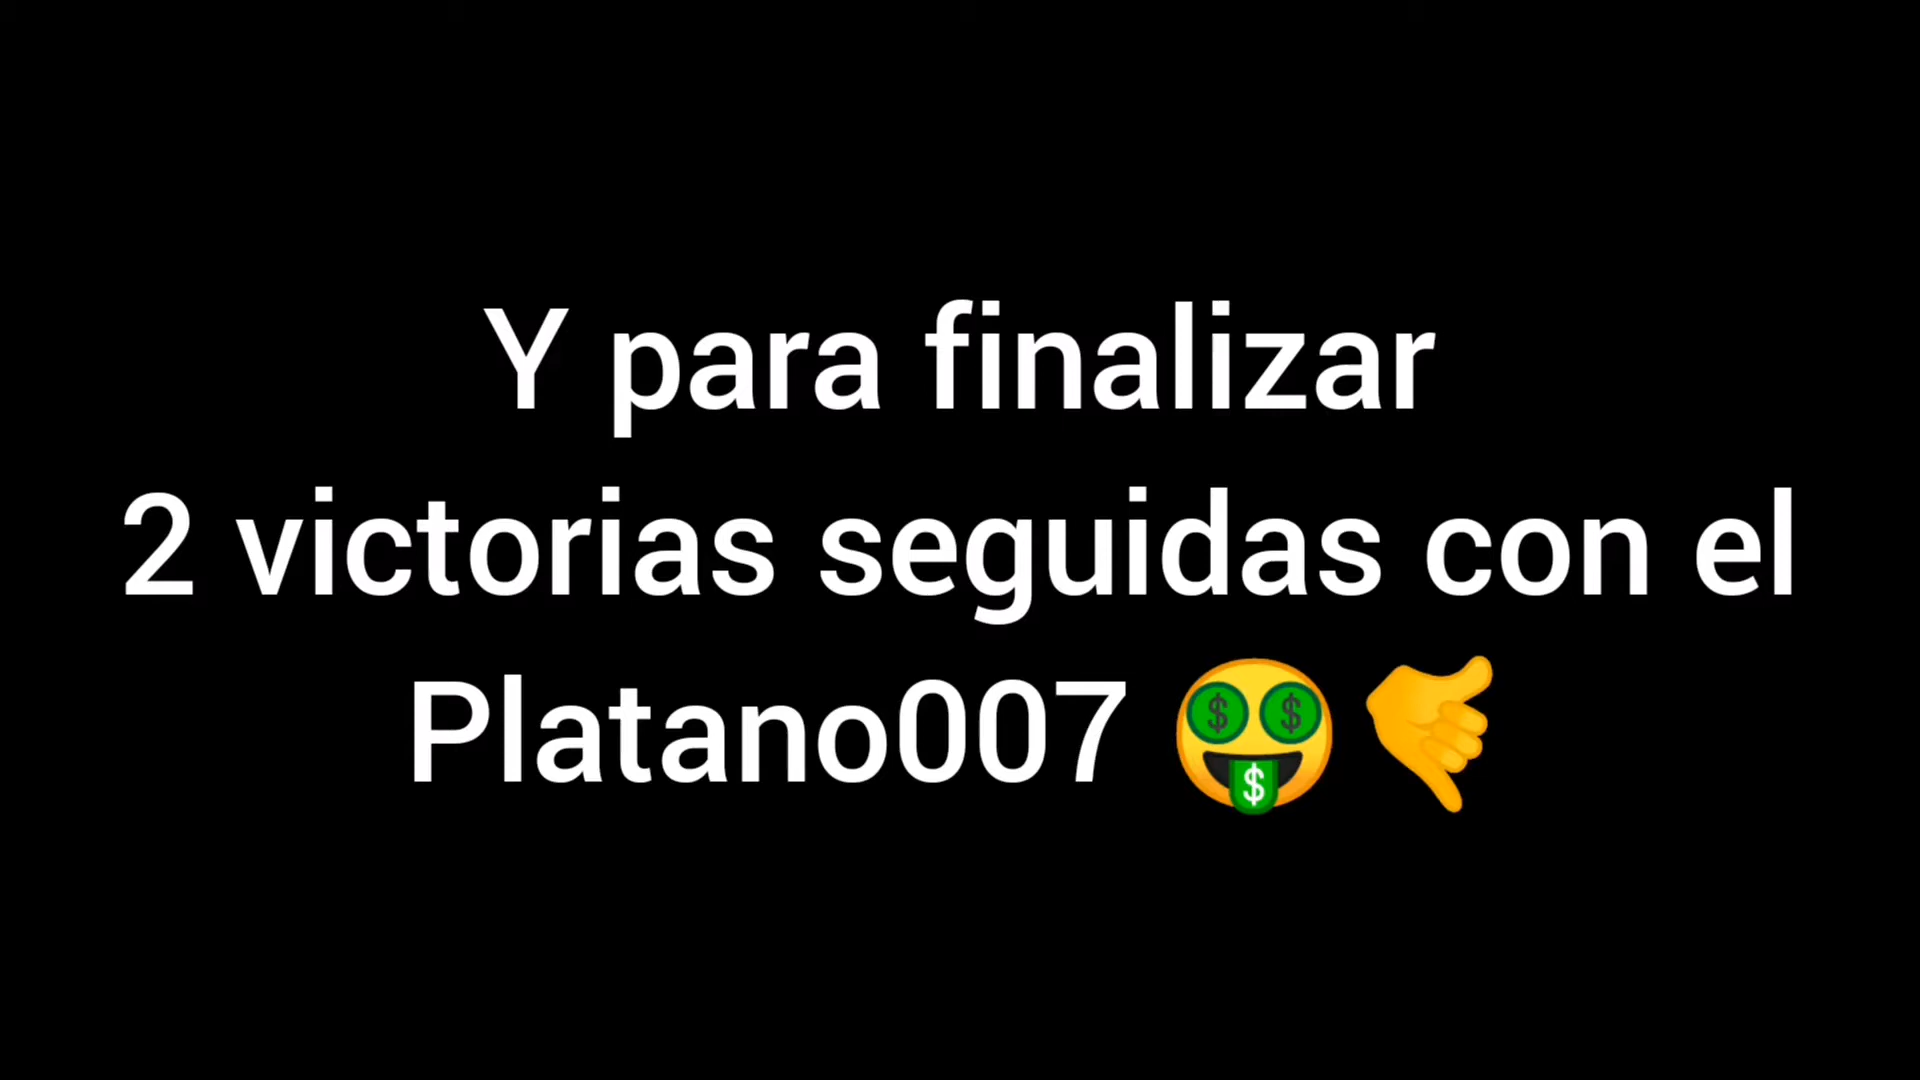 Y para finalizar
2 victorias seguidas con el
Platano007 🤑🤙